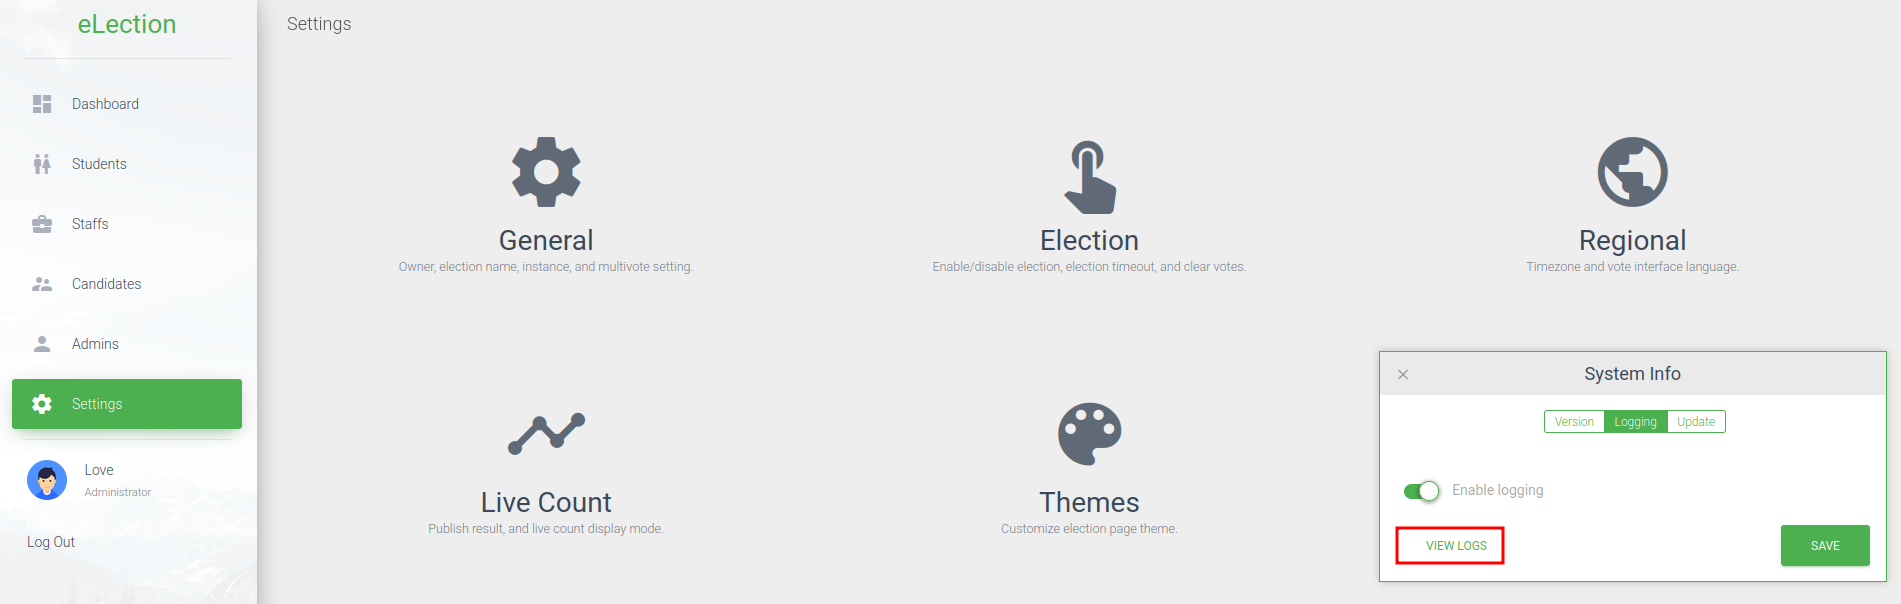 eLection
Dashboard
Students
Staffs
Candidates
Admins
Settings
Love
Administrator
Log Out
Settings
General
Owner, election name, instance, and multivote setting.
Election
Enable/disable election, election timeout, and clear votes.
Regional
Timezone and vote interface language.
Live Count
Publish result, and live count display mode.
Themes
Customize election page theme.
System Info
Version Logging Update
Enable logging
VIEW LOGS SAVE